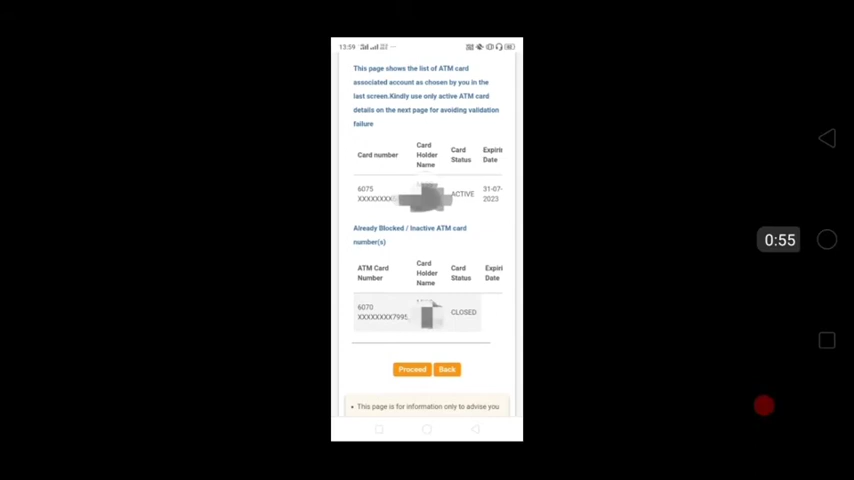 13:59
This page shows the list of ATM card
associated account as chosen by you in the
last screen.Kindly use only active ATM card
details on the next page for avoiding validation
failure
Card number Card Holder Name Card Status Expirin Date
6075 XXXXXXXX ACTIVE 31-07-2023
Already Blocked / Inactive ATM card
number(s)
ATM Card Number Card Holder Name Card Status Expiri Date
6070 XXXXXXXX7995, CLOSED
Proceed Back
• This page is for information only to advise you
0:55